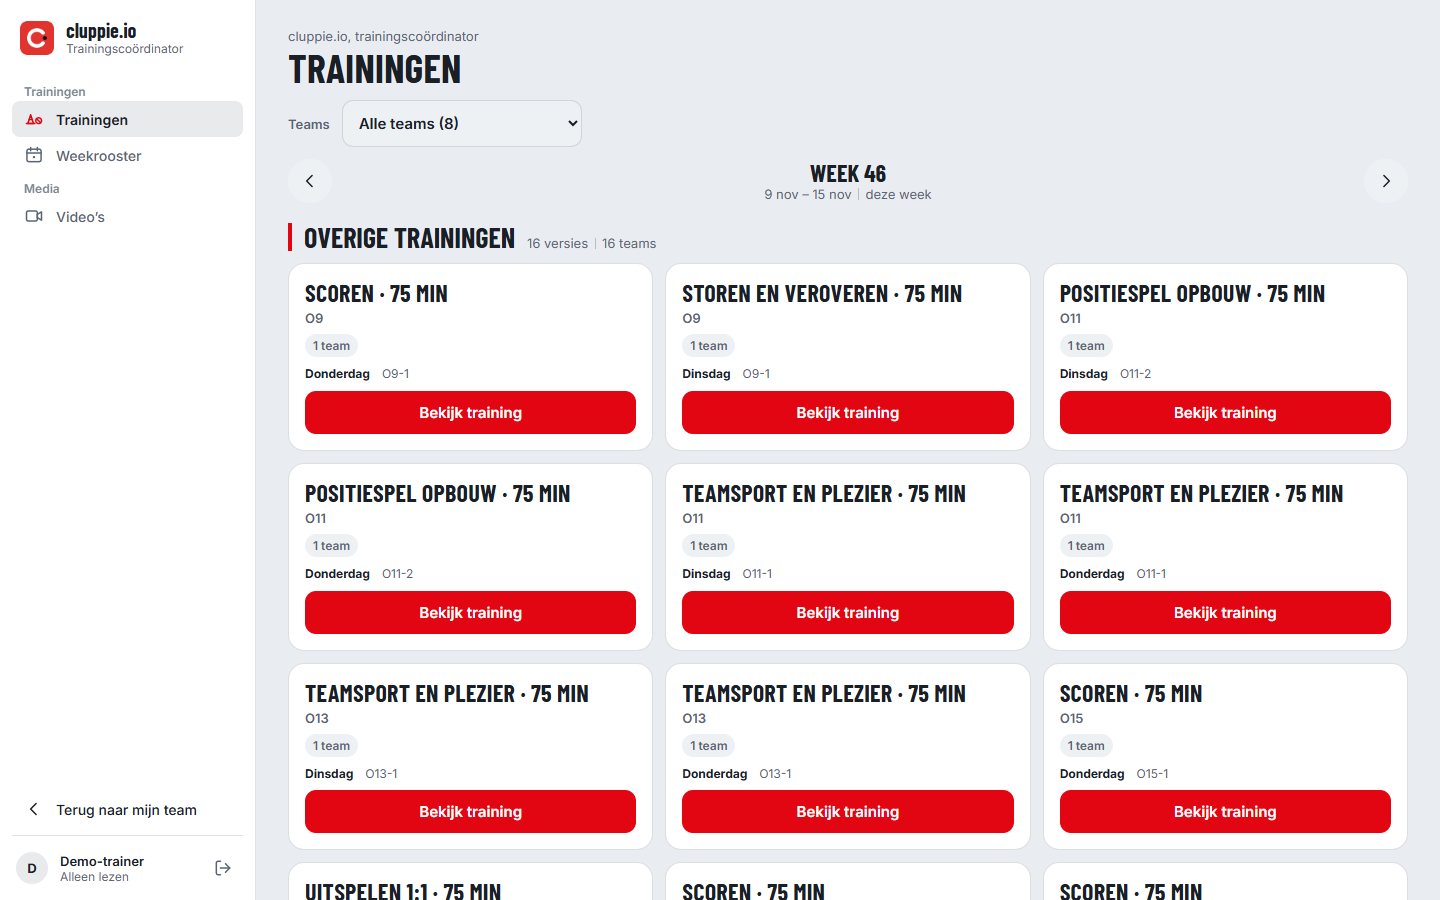 cluppie.io
Trainingscoördinator
Trainingen
Trainingen
Weekrooster
Media
Video's
Terug naar mijn team
D
Demo-trainer
Alleen lezen
cluppie.io, trainingscoördinator
TRAININGEN
Teams
Alle teams (8)
WEEK 46
9 nov – 15 nov | deze week
OVERIGE TRAININGEN 16 versies | 16 teams
SCOREN · 75 MIN
O9
1 team
Donderdag O9-1
Bekijk training
STOREN EN VEROVEREN · 75 MIN
O9
1 team
Dinsdag O9-1
Bekijk training
POSITIESPEL OPBOUW · 75 MIN
O11
1 team
Dinsdag O11-2
Bekijk training
POSITIESPEL OPBOUW · 75 MIN
O11
1 team
Donderdag O11-2
Bekijk training
TEAMSPORT EN PLEZIER · 75 MIN
O11
1 team
Dinsdag O11-1
Bekijk training
TEAMSPORT EN PLEZIER · 75 MIN
O11
1 team
Donderdag O11-1
Bekijk training
TEAMSPORT EN PLEZIER · 75 MIN
O13
1 team
Dinsdag O13-1
Bekijk training
TEAMSPORT EN PLEZIER · 75 MIN
O13
1 team
Donderdag O13-1
Bekijk training
SCOREN · 75 MIN
O15
1 team
Donderdag O15-1
Bekijk training
UITSPELEN 1:1 · 75 MIN
SCOREN · 75 MIN
SCOREN · 75 MIN